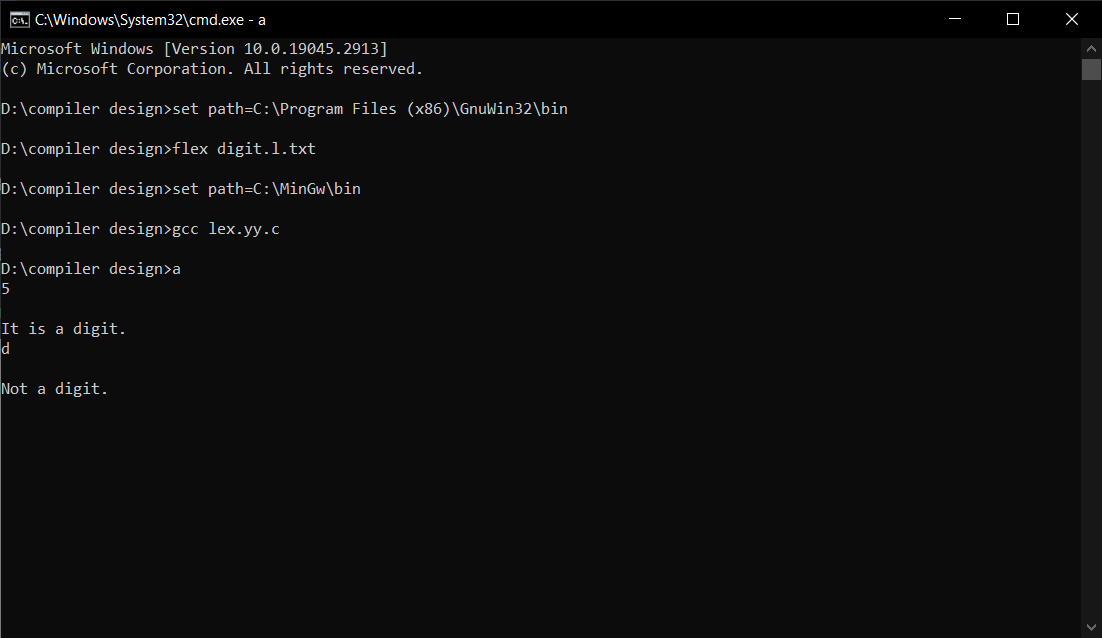 C:\Windows\System32\cmd.exe - a
Microsoft Windows [Version 10.0.19045.2913]
(c) Microsoft Corporation. All rights reserved.
D:\compiler design>set path=C:\Program Files (x86)\GnuWin32\bin
D:\compiler design>flex digit.l.txt
D:\compiler design>set path=C:\MinGw\bin
D:\compiler design>gcc lex.yy.c
D:\compiler design>a
5
It is a digit.
d
Not a digit.